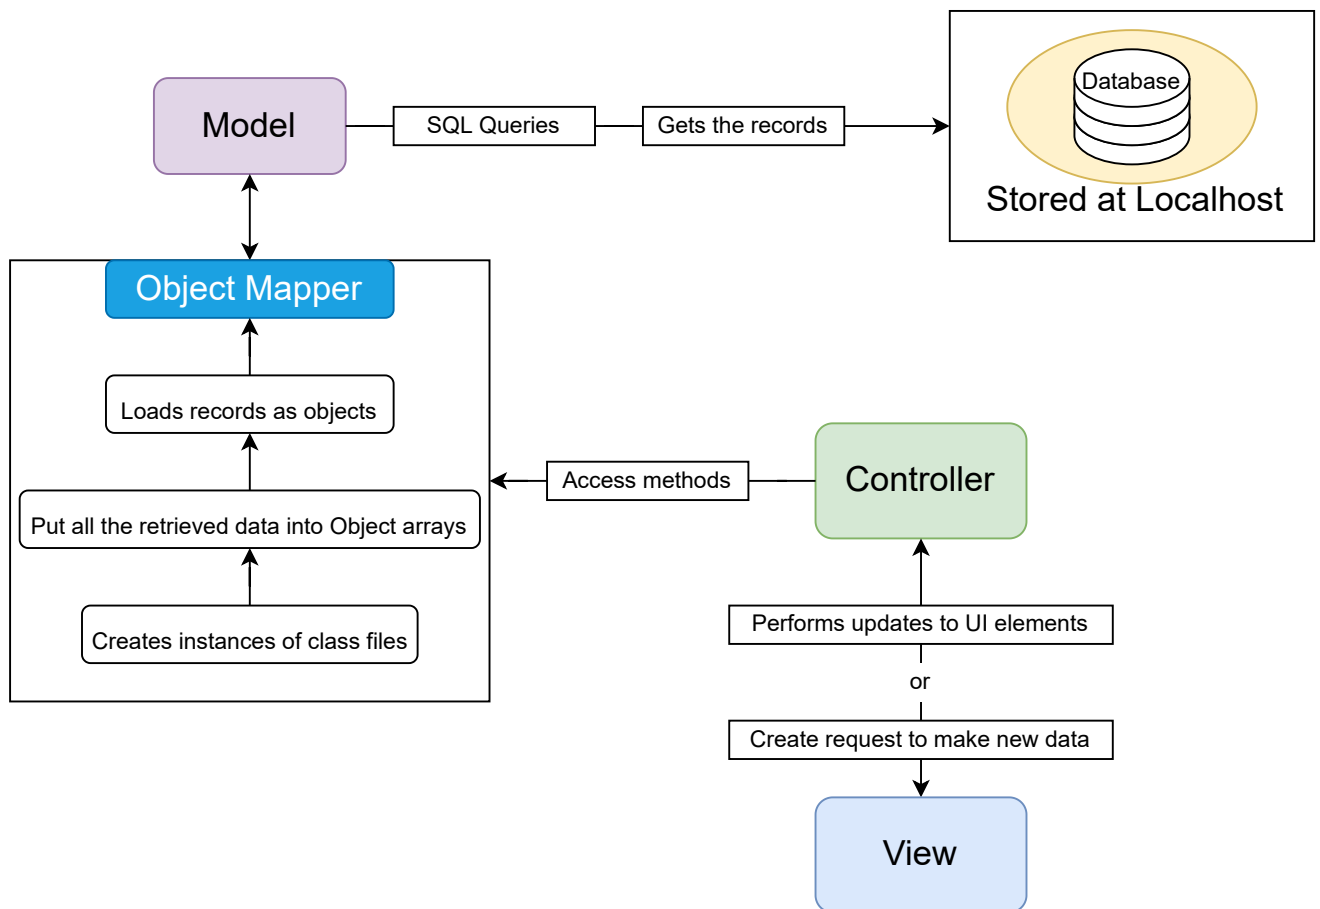 Database
Model
SQL Queries
Gets the records
Stored at Localhost
Object Mapper
Loads records as objects
Controller
Access methods
Put all the retrieved data into Object arrays
Performs updates to UI elements
Creates instances of class files
or
Create request to make new data
View